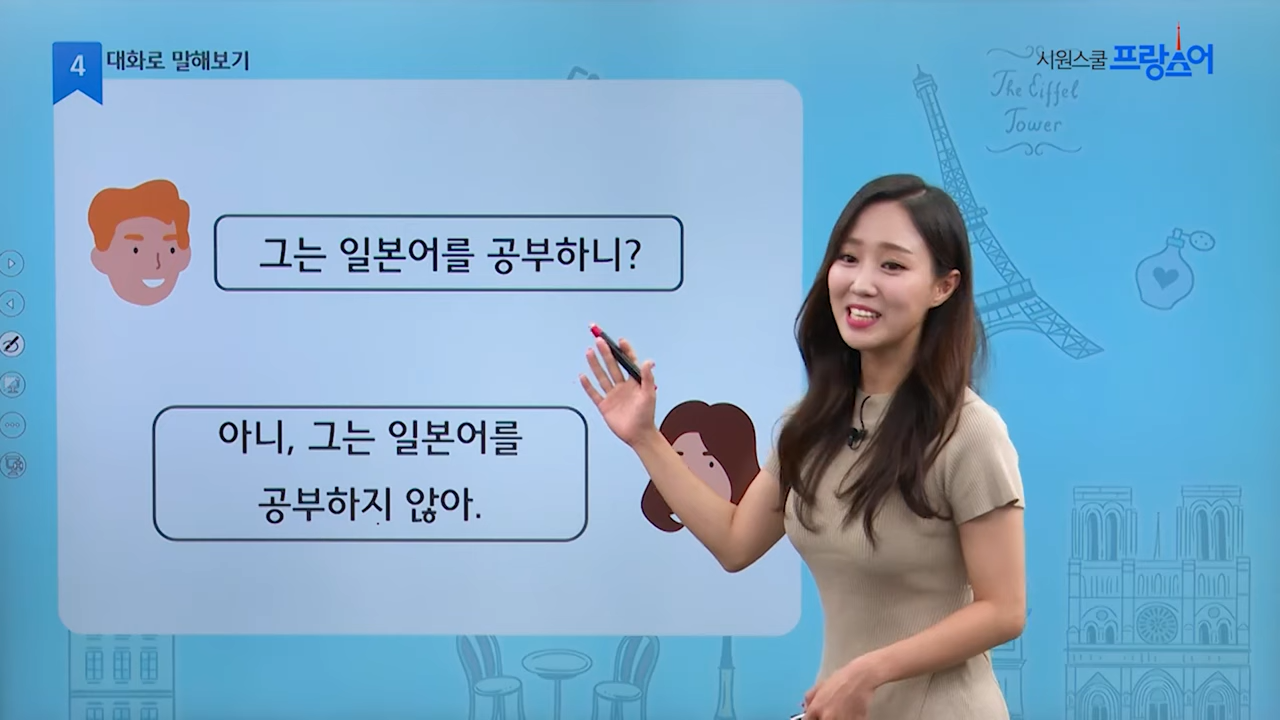 4 대화로 말해보기
시원스쿨 프랑스어
The Eiffel
Tower
그는 일본어를 공부하니?
아니, 그는 일본어를
공부하지 않아.